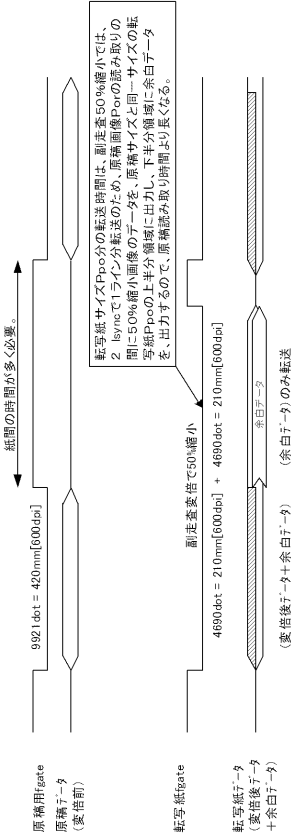 紙間の時間が多く必要。
9921dot = 420mm[600dpi]
原稿用fgate
原稿データ
(変倍前)
転写紙サイズPpo分の転送時間は、副走査50%縮小では、
2 lsyncで1ライン分転送のため、原稿画像Porの読み取りの
間に50%縮小画像のデータを、原稿サイズと同一サイズの転
写紙Ppoの上半分領域に出力し、下半分領域に余白データ
を、出力するので、原稿読み取り時間より長くなる。
副走査変倍で50%縮小
4690dot = 210mm[600dpi] + 4690dot = 210mm[600dpi]
転写紙fgate
余白データ
転写紙データ
(変倍後データ
+余白データ)
(変倍後データ+余白データ)
(余白データ)のみ転送